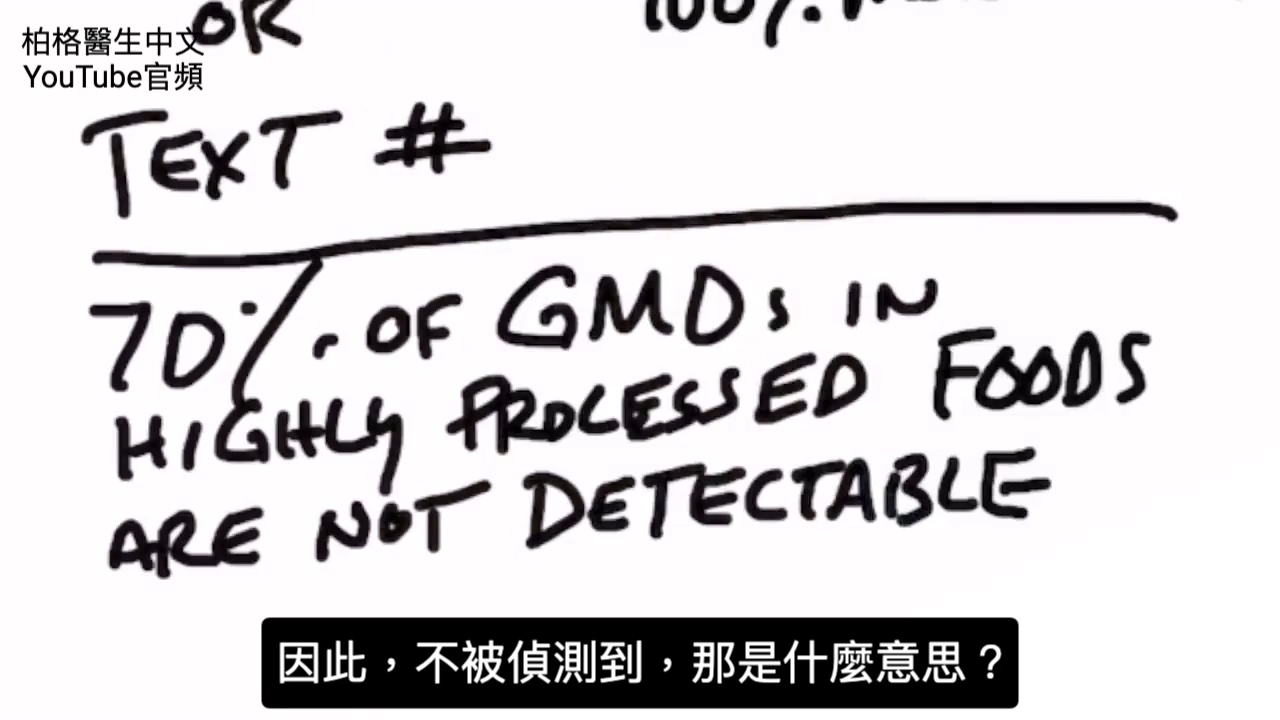 OR
柏格醫生中文
YouTube官頻
TEXT #
70% OF GMOs IN
HIGHLY PROCESSED FOODS
ARE NOT DETECTABLE
因此，不被偵測到，那是什麼意思？